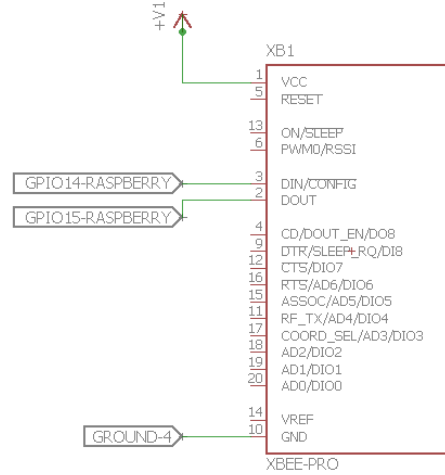 +V1
XB1
1 VCC
5 RESET
13 ON/SLEEP
6 PWM0/RSSI
GPIO14-RASPBERRY 3 DIN/CONFIG
GPIO15-RASPBERRY 2 DOUT
4 CD/DOUT_EN/DO8
9 DTR/SLEEP_RQ/DI8
12 CTS/DIO7
16 RTS/AD6/DIO6
15 ASSOC/AD5/DIO5
11 RF_TX/AD4/DIO4
17 COORD_SEL/AD3/DIO3
18 AD2/DIO2
19 AD1/DIO1
20 AD0/DIO0
14 VREF
GROUND-4 10 GND
XBEE-PRO